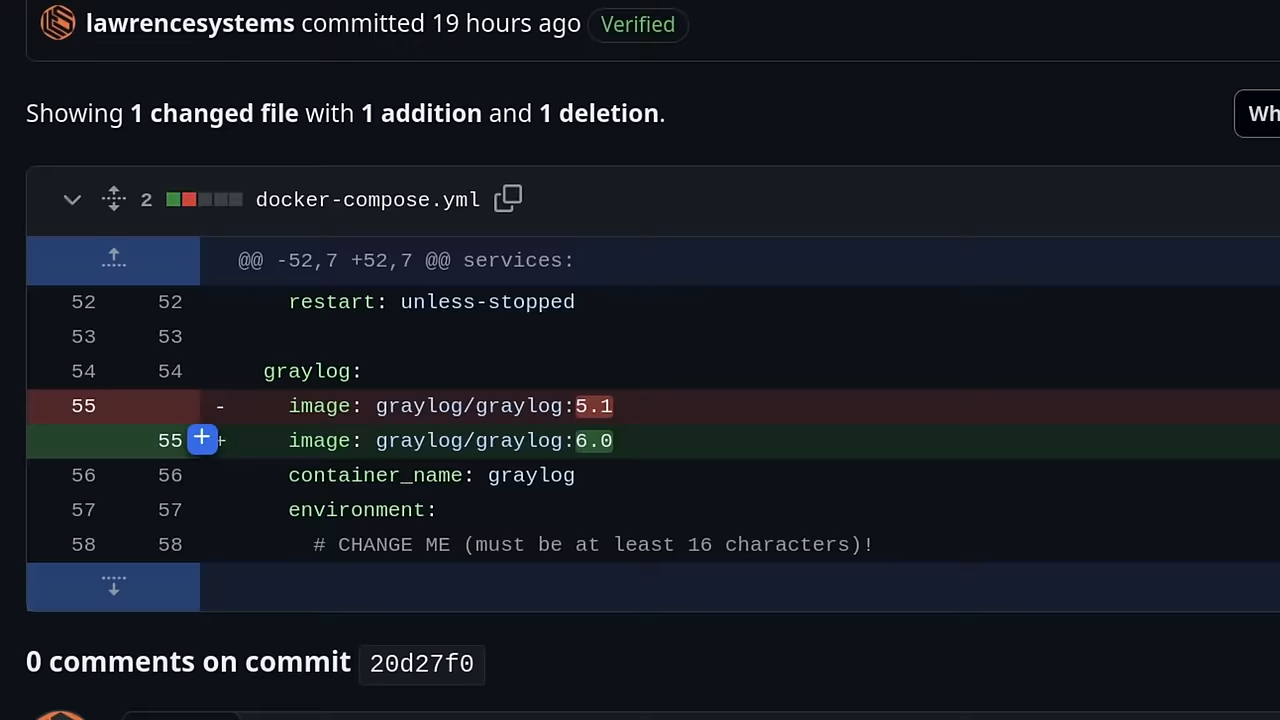 lawrencesystems committed 19 hours ago Verified
Showing 1 changed file with 1 addition and 1 deletion.
2 docker-compose.yml
@@ -52,7 +52,7 @@ services:
52 52 restart: unless-stopped
53 53
54 54 graylog:
55 - image: graylog/graylog:5.1
55 + image: graylog/graylog:6.0
56 56 container_name: graylog
57 57 environment:
58 58 # CHANGE ME (must be at least 16 characters)!
0 comments on commit 20d27f0